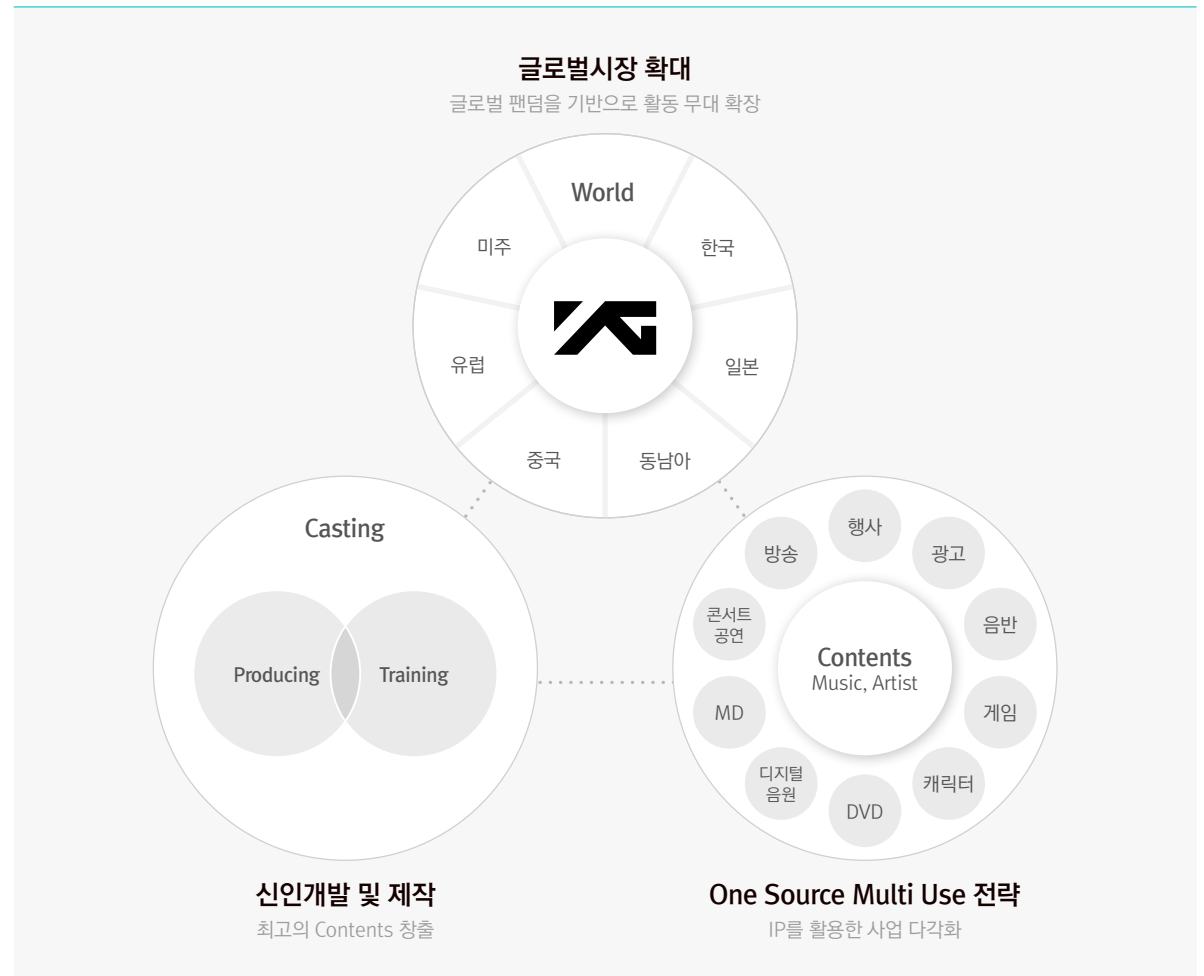 글로벌시장 확대
글로벌 팬덤을 기반으로 활동 무대 확장
World
미주
한국
YG
유럽
일본
중국
동남아
Casting
Producing
Training
행사
방송
광고
콘서트
공연
음반
Contents
Music, Artist
MD
게임
디지털
음원
캐릭터
DVD
신인개발 및 제작
최고의 Contents 창출
One Source Multi Use 전략
IP를 활용한 사업 다각화